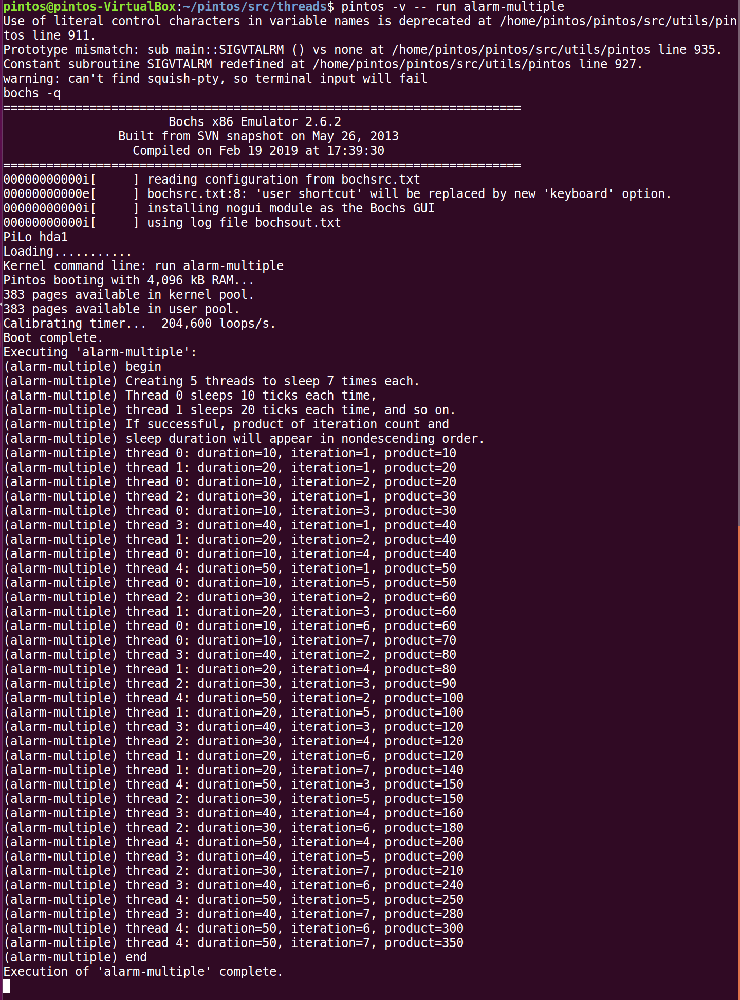 pintos@pintos-VirtualBox:~/pintos/src/threads$ pintos -v -- run alarm-multiple
Use of literal control characters in variable names is deprecated at /home/pintos/pintos/src/utils/pin
tos line 911.
Prototype mismatch: sub main::SIGVTALRM () vs none at /home/pintos/pintos/src/utils/pintos line 935.
Constant subroutine SIGVTALRM redefined at /home/pintos/pintos/src/utils/pintos line 927.
warning: can't find squish-pty, so terminal input will fail
bochs -q
========================================================================
                       Bochs x86 Emulator 2.6.2
                Built from SVN snapshot on May 26, 2013
                  Compiled on Feb 19 2019 at 17:39:30
========================================================================
00000000000i[     ] reading configuration from bochsrc.txt
00000000000e[     ] bochsrc.txt:8: 'user_shortcut' will be replaced by new 'keyboard' option.
00000000000i[     ] installing nogui module as the Bochs GUI
00000000000i[     ] using log file bochsout.txt
PiLo hda1
Loading...........
Kernel command line: run alarm-multiple
Pintos booting with 4,096 kB RAM...
383 pages available in kernel pool.
383 pages available in user pool.
Calibrating timer...  204,600 loops/s.
Boot complete.
Executing 'alarm-multiple':
(alarm-multiple) begin
(alarm-multiple) Creating 5 threads to sleep 7 times each.
(alarm-multiple) Thread 0 sleeps 10 ticks each time,
(alarm-multiple) thread 1 sleeps 20 ticks each time, and so on.
(alarm-multiple) If successful, product of iteration count and
(alarm-multiple) sleep duration will appear in nondescending order.
(alarm-multiple) thread 0: duration=10, iteration=1, product=10
(alarm-multiple) thread 1: duration=20, iteration=1, product=20
(alarm-multiple) thread 0: duration=10, iteration=2, product=20
(alarm-multiple) thread 2: duration=30, iteration=1, product=30
(alarm-multiple) thread 0: duration=10, iteration=3, product=30
(alarm-multiple) thread 3: duration=40, iteration=1, product=40
(alarm-multiple) thread 1: duration=20, iteration=2, product=40
(alarm-multiple) thread 0: duration=10, iteration=4, product=40
(alarm-multiple) thread 4: duration=50, iteration=1, product=50
(alarm-multiple) thread 0: duration=10, iteration=5, product=50
(alarm-multiple) thread 2: duration=30, iteration=2, product=60
(alarm-multiple) thread 1: duration=20, iteration=3, product=60
(alarm-multiple) thread 0: duration=10, iteration=6, product=60
(alarm-multiple) thread 0: duration=10, iteration=7, product=70
(alarm-multiple) thread 3: duration=40, iteration=2, product=80
(alarm-multiple) thread 1: duration=20, iteration=4, product=80
(alarm-multiple) thread 2: duration=30, iteration=3, product=90
(alarm-multiple) thread 4: duration=50, iteration=2, product=100
(alarm-multiple) thread 1: duration=20, iteration=5, product=100
(alarm-multiple) thread 3: duration=40, iteration=3, product=120
(alarm-multiple) thread 2: duration=30, iteration=4, product=120
(alarm-multiple) thread 1: duration=20, iteration=6, product=120
(alarm-multiple) thread 1: duration=20, iteration=7, product=140
(alarm-multiple) thread 4: duration=50, iteration=3, product=150
(alarm-multiple) thread 2: duration=30, iteration=5, product=150
(alarm-multiple) thread 3: duration=40, iteration=4, product=160
(alarm-multiple) thread 2: duration=30, iteration=6, product=180
(alarm-multiple) thread 4: duration=50, iteration=4, product=200
(alarm-multiple) thread 3: duration=40, iteration=5, product=200
(alarm-multiple) thread 2: duration=30, iteration=7, product=210
(alarm-multiple) thread 3: duration=40, iteration=6, product=240
(alarm-multiple) thread 4: duration=50, iteration=5, product=250
(alarm-multiple) thread 3: duration=40, iteration=7, product=280
(alarm-multiple) thread 4: duration=50, iteration=6, product=300
(alarm-multiple) thread 4: duration=50, iteration=7, product=350
(alarm-multiple) end
Execution of 'alarm-multiple' complete.